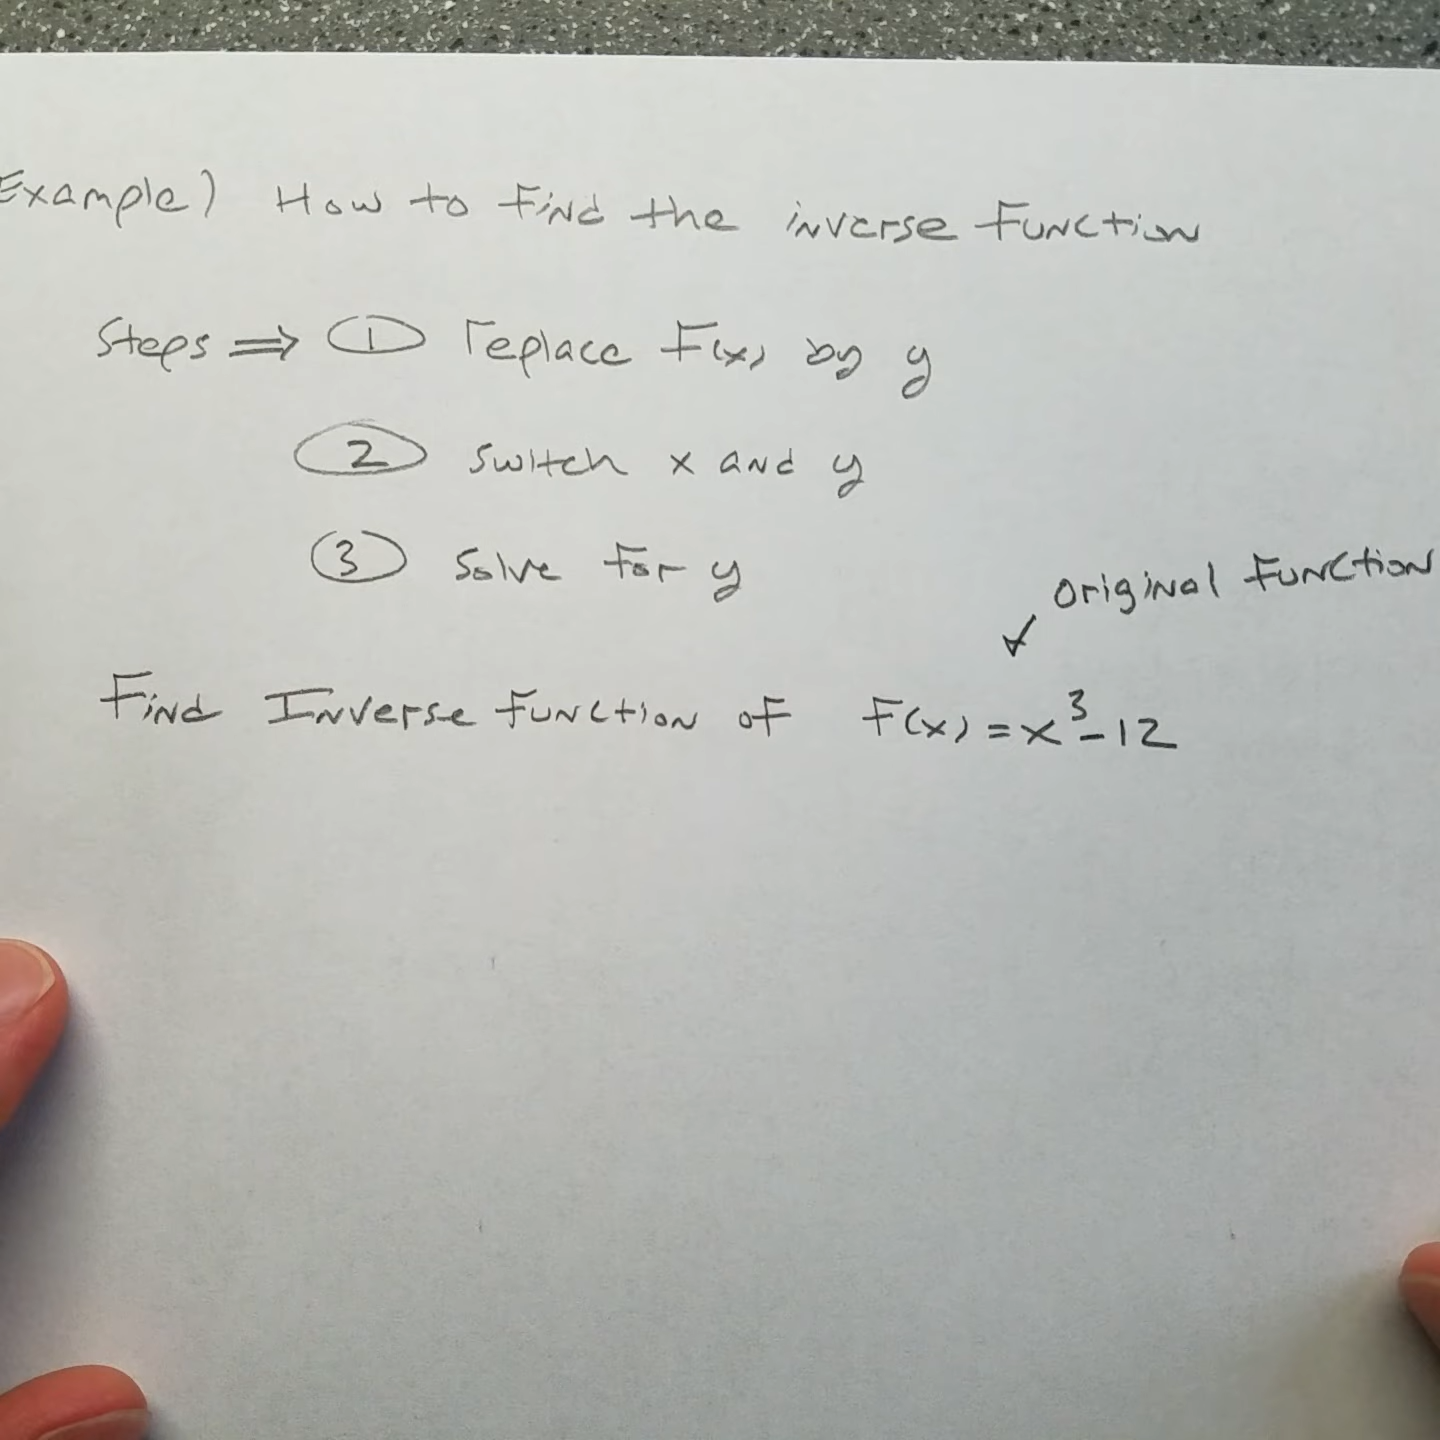 Example) How to find the inverse function
Steps ⇒ ① replace F(x) by y
② switch x and y
③ Solve for y
original function
Find Inverse function of F(x) = x³-12